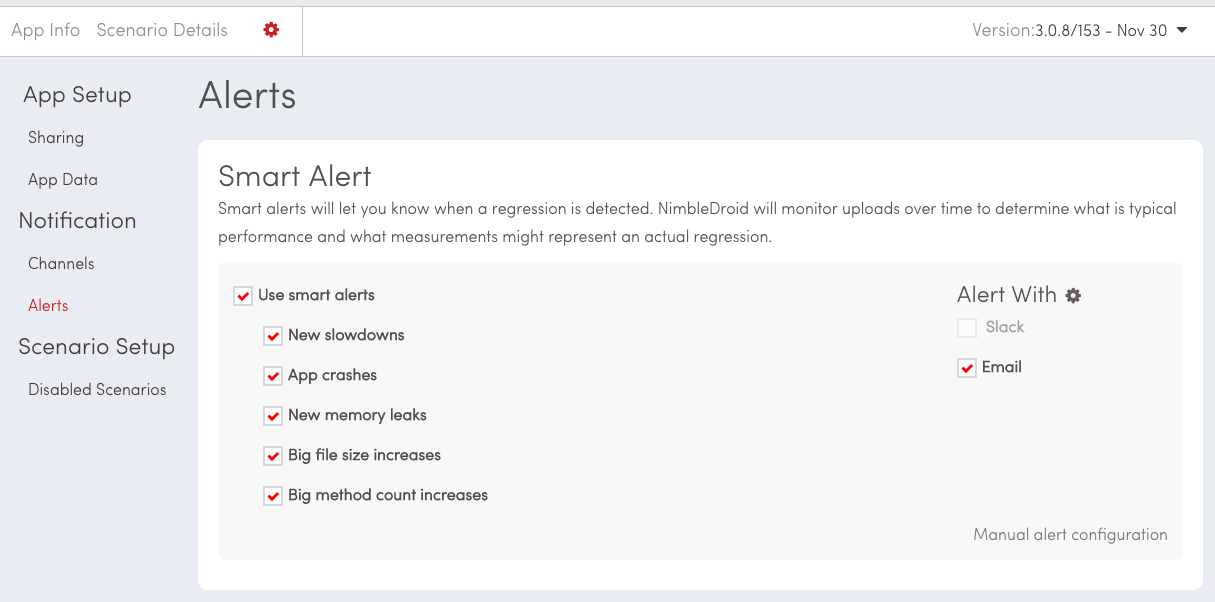 App Info Scenario Details
Version:3.0.8/153 - Nov 30
App Setup
Sharing
App Data
Notification
Channels
Alerts
Scenario Setup
Disabled Scenarios
Alerts
Smart Alert
Smart alerts will let you know when a regression is detected. NimbleDroid will monitor uploads over time to determine what is typical
performance and what measurements might represent an actual regression.
Use smart alerts
New slowdowns
App crashes
New memory leaks
Big file size increases
Big method count increases
Alert With
Slack
Email
Manual alert configuration